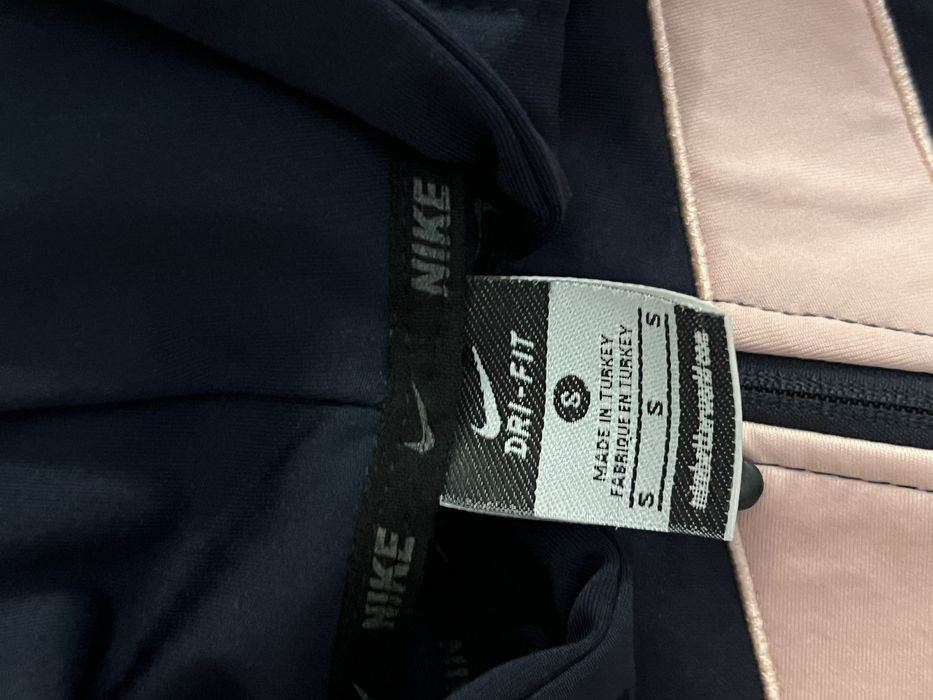 NIKE
NIKE
DRI-FIT
S
MADE IN TURKEY
FABRIQUE EN TURKEY
S S S